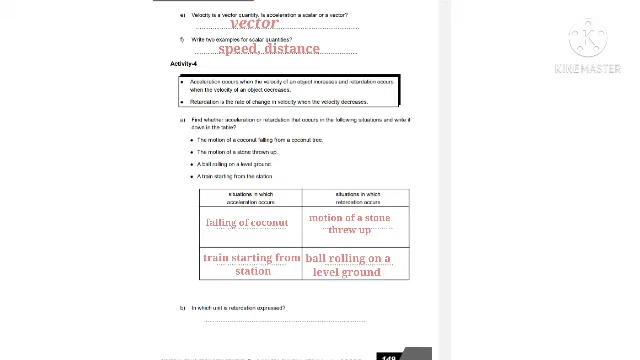 e) Velocity is a vector quantity. Is acceleration a scalar or a vector?
vector
f) Write two examples for scalar quantities?
speed, distance
KINEMASTER
Activity-4
• Acceleration occurs when the velocity of an object increases and retardation occurs
when the velocity of an object decreases.
• Retardation is the rate of change in velocity when the velocity decreases.
a) Find whether acceleration or retardation that occurs in the following situations and write it
down in the table?
• The motion of a coconut falling from a coconut tree.
• The motion of a stone thrown up.
• A ball rolling on a level ground.
• A train starting from the station
situations in which
acceleration occurs
situations in which
retardation occurs
falling of coconut
motion of a stone
threw up
train starting from
station
ball rolling on a
level ground
b) In which unit is retardation expressed?
149